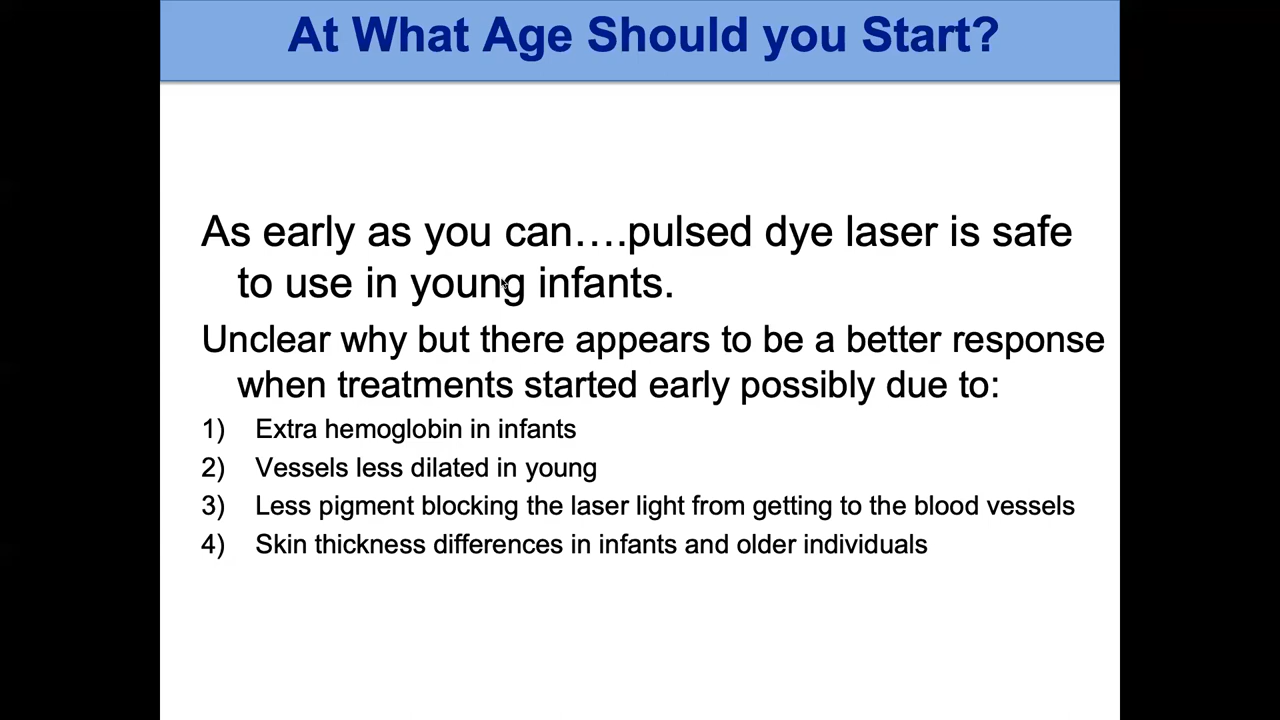 At What Age Should you Start?
As early as you can….pulsed dye laser is safe
to use in young infants.
Unclear why but there appears to be a better response
when treatments started early possibly due to:
1) Extra hemoglobin in infants
2) Vessels less dilated in young
3) Less pigment blocking the laser light from getting to the blood vessels
4) Skin thickness differences in infants and older individuals